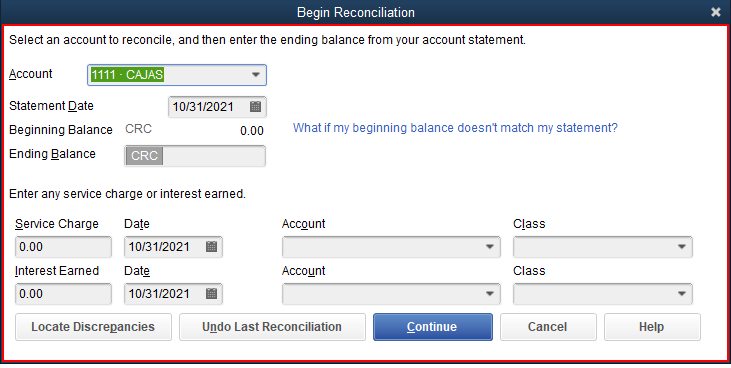 Begin Reconciliation
Select an account to reconcile, and then enter the ending balance from your account statement.
Account 1111 · CAJAS
Statement Date 10/31/2021
Beginning Balance CRC 0.00 What if my beginning balance doesn't match my statement?
Ending Balance CRC
Enter any service charge or interest earned.
Service Charge Date Account Class
0.00 10/31/2021
Interest Earned Date Account Class
0.00 10/31/2021
Locate Discrepancies Undo Last Reconciliation Continue Cancel Help